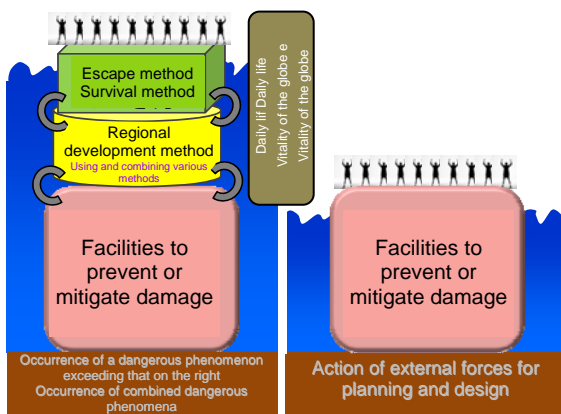 Escape method
Survival method
Regional
development method
Using and combining various
methods
Facilities to
prevent or
mitigate damage
Occurrence of a dangerous phenomenon
exceeding that on the right
Occurrence of combined dangerous
phenomena
Daily lif Daily life
Vitality of the globe e
Vitality of the globe
Facilities to
prevent or
mitigate damage
Action of external forces for
planning and design